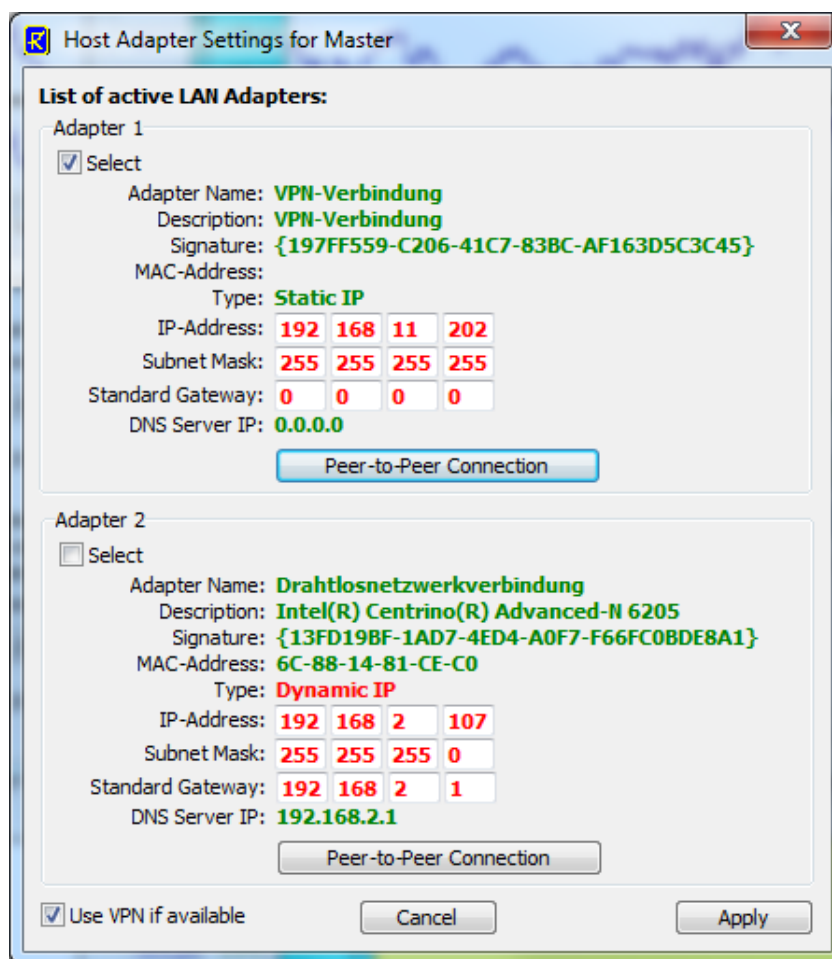 Host Adapter Settings for Master
List of active LAN Adapters:
Adapter 1
Select
Adapter Name: VPN-Verbindung
Description: VPN-Verbindung
Signature: {197FF559-C206-41C7-83BC-AF163D5C3C45}
MAC-Address:
Type: Static IP
IP-Address: 192 168 11 202
Subnet Mask: 255 255 255 255
Standard Gateway: 0 0 0 0
DNS Server IP: 0.0.0.0
Peer-to-Peer Connection
Adapter 2
Select
Adapter Name: Drahtlosnetzwerkverbindung
Description: Intel(R) Centrino(R) Advanced-N 6205
Signature: {13FD19BF-1AD7-4ED4-A0F7-F66FC0BDE8A1}
MAC-Address: 6C-88-14-81-CE-C0
Type: Dynamic IP
IP-Address: 192 168 2 107
Subnet Mask: 255 255 255 0
Standard Gateway: 192 168 2 1
DNS Server IP: 192.168.2.1
Peer-to-Peer Connection
Use VPN if available Cancel Apply